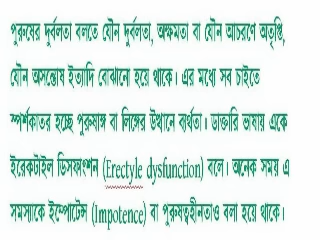 পুরুষের দুর্বলতা বলতে যৌন দুর্বলতা, অক্ষমতা বা যৌন আচরণে অতৃপ্তি,
যৌন অসন্তোষ ইত্যাদি বোঝানো হয়ে থাকে। এর মধ্যে সব চাইতে
স্পর্শকাতর হচ্ছে পুরুষাঙ্গ বা লিঙ্গের উত্থানে ব্যর্থতা। ডাক্তারি ভাষায় একে
ইরেকটাইল ডিসফাংশন (Erectyle dysfunction) বলে। অনেক সময় এ
সমস্যাকে ইম্পোটেন্স (Impotence) বা পুরুষত্বহীনতাও বলা হয়ে থাকে।